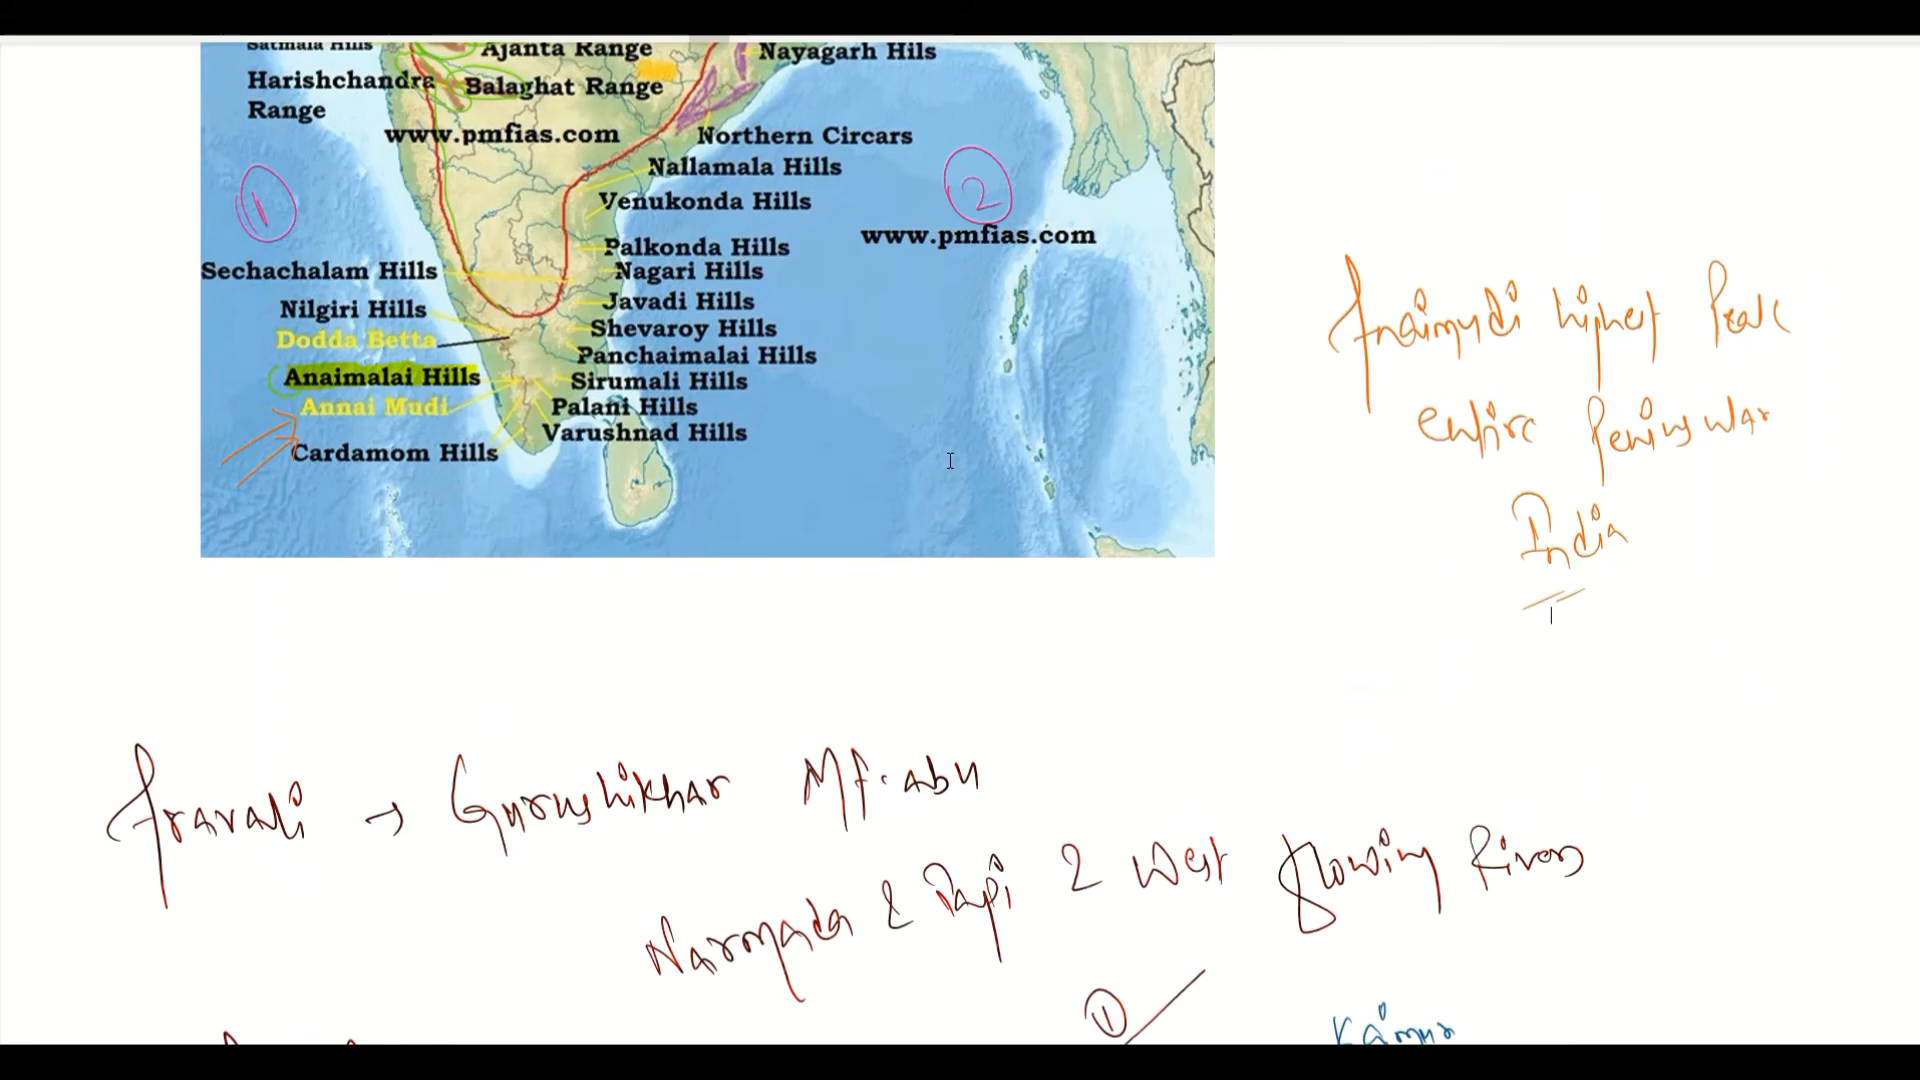 Satmala Hills
Ajanta Range
Nayagarh Hils
Harishchandra
Range
Balaghat Range
www.pmfias.com
Northern Circars
Nallamala Hills
Venukonda Hills
1
2
www.pmfias.com
Palkonda Hills
Sechachalam Hills
Nagari Hills
Nilgiri Hills
Javadi Hills
Dodda Betta
Shevaroy Hills
Panchaimalai Hills
Anaimalai Hills
Sirumali Hills
Annai Mudi
Palani Hills
Varushnad Hills
Cardamom Hills
Anaimudi highest Peak
entire Peninsular
India
Aravali → Gurushikhar Mt. abu
Narmada & Tapi 2 West flowing Rivers
1
Kaimur